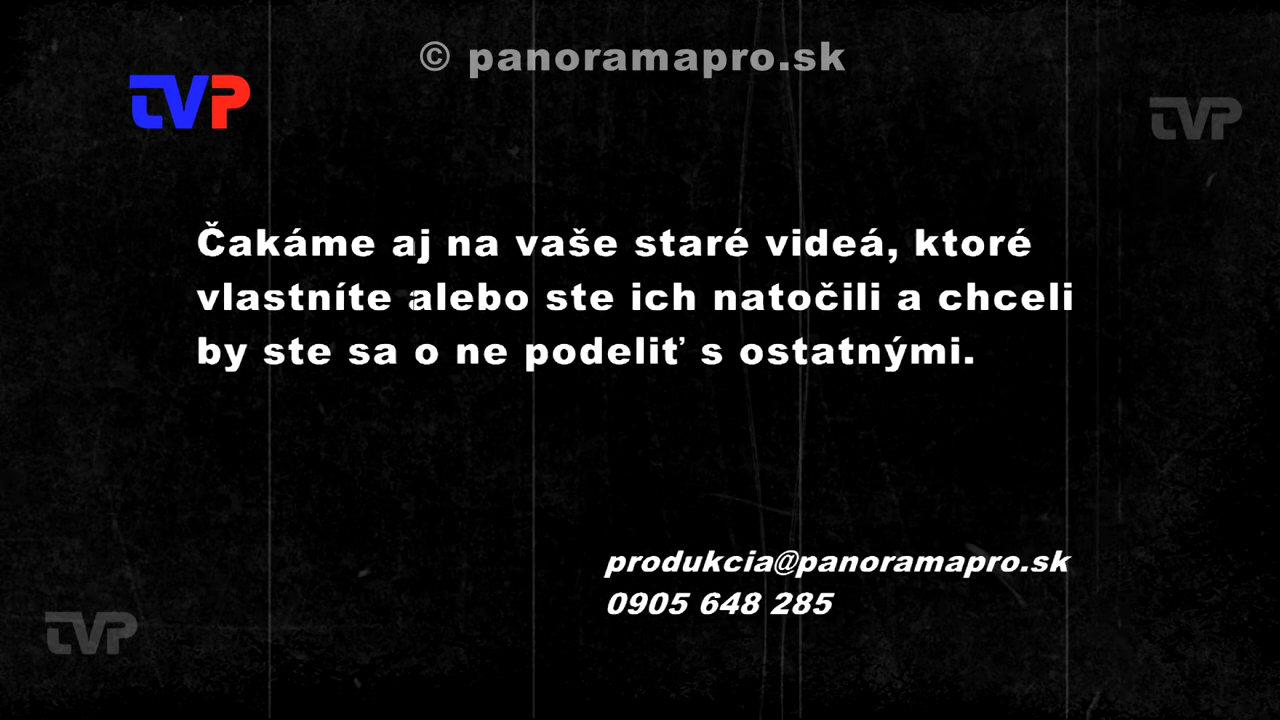 © panoramapro.sk
TVP
TVP
Čakáme aj na vaše staré videá, ktoré
vlastníte alebo ste ich natočili a chceli
by ste sa o ne podeliť s ostatnými.
produkcia@panoramapro.sk
0905 648 285
TVP